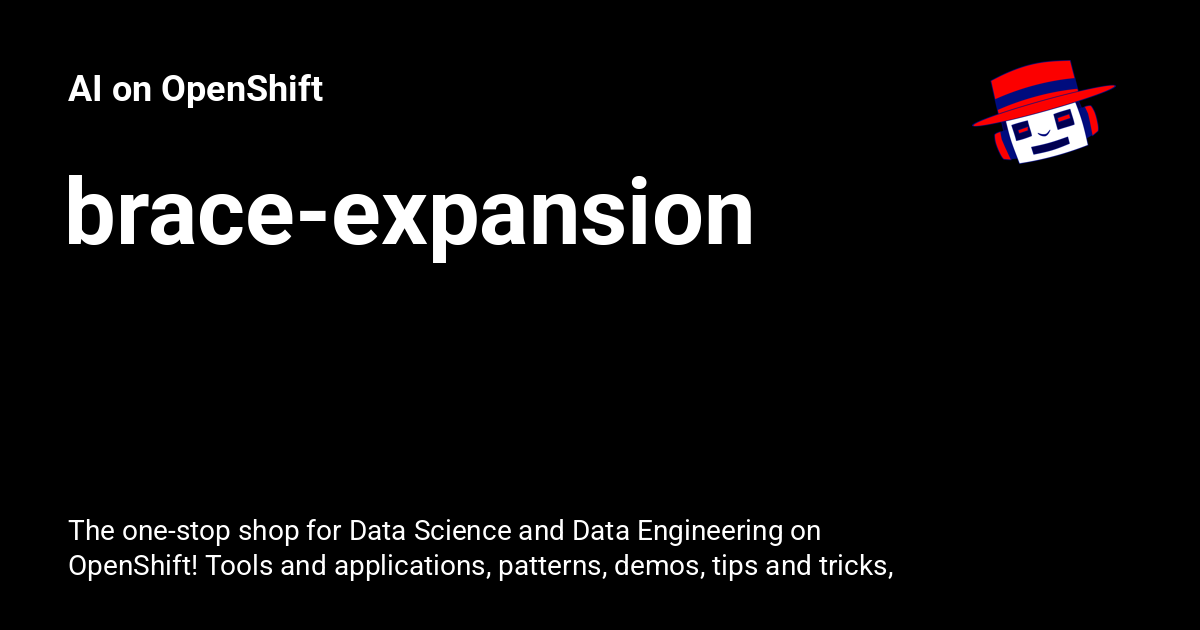 AI on OpenShift
brace-expansion
The one-stop shop for Data Science and Data Engineering on
OpenShift! Tools and applications, patterns, demos, tips and tricks,